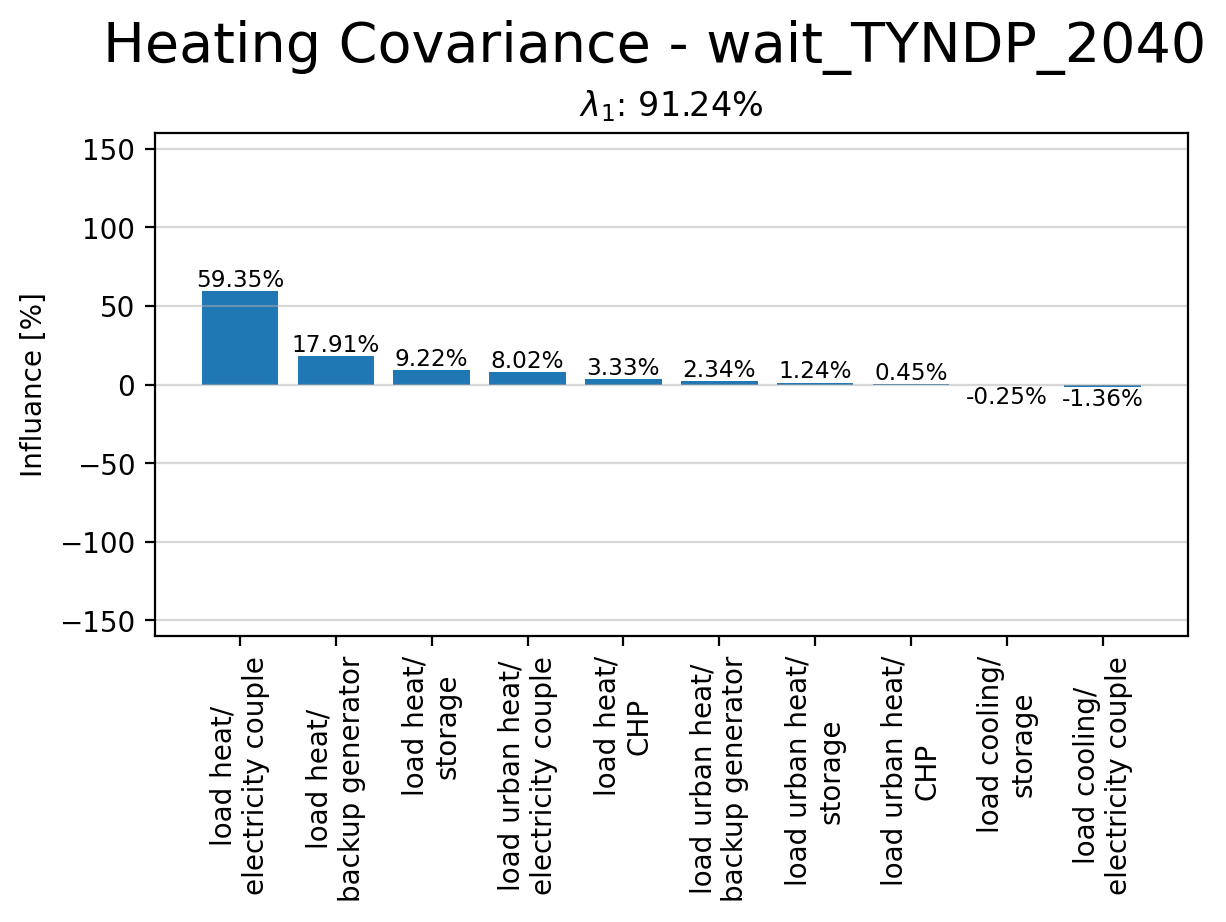 Heating Covariance - wait_TYNDP_2040
λ₁: 91.24%
Influance [%]
150
100
50
0
−50
−100
−150
59.35%
17.91%
9.22%
8.02%
3.33%
2.34%
1.24%
0.45%
-0.25%
-1.36%
load heat/
electricity couple
load heat/
backup generator
load heat/
storage
load urban heat/
electricity couple
load heat/
CHP
load urban heat/
backup generator
load urban heat/
storage
load urban heat/
CHP
load cooling/
storage
load cooling/
electricity couple